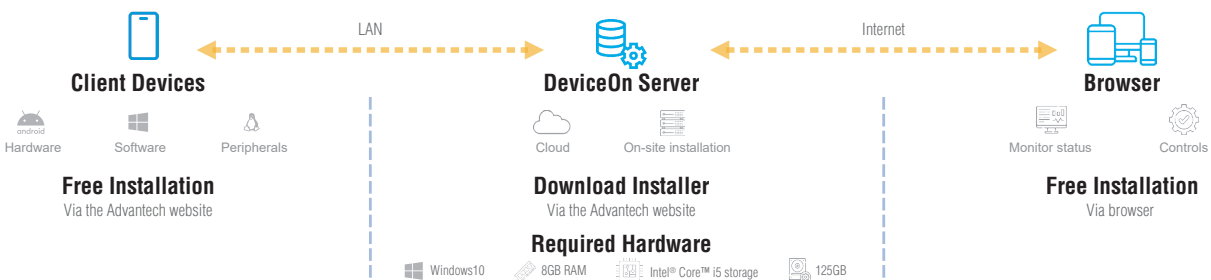 LAN
Internet
Client Devices
DeviceOn Server
Browser
android
Hardware
Software
Peripherals
Cloud
On-site installation
Monitor status
Controls
Free Installation
Via the Advantech website
Download Installer
Via the Advantech website
Free Installation
Via browser
Required Hardware
Windows10
8GB RAM
Intel® Core™ i5 storage
125GB